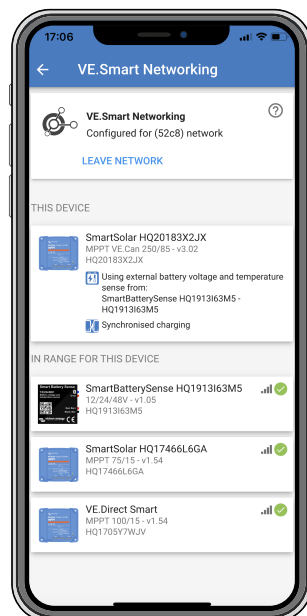 17:06
VE.Smart Networking
VE.Smart Networking
Configured for (52c8) network
LEAVE NETWORK
THIS DEVICE
SmartSolar HQ20183X2JX
MPPT VE.Can 250/85 - v3.02
HQ20183X2JX
Using external battery voltage and temperature
sense from:
SmartBatterySense HQ1913I63M5 -
HQ1913I63M5
Synchronised charging
IN RANGE FOR THIS DEVICE
Smart Battery Sense
SmartBatterySense HQ1913I63M5
12/24/48V - v1.05
HQ1913I63M5
SmartSolar HQ17466L6GA
MPPT 75/15 - v1.54
HQ17466L6GA
VE.Direct Smart
MPPT 100/15 - v1.54
HQ1705Y7WJV